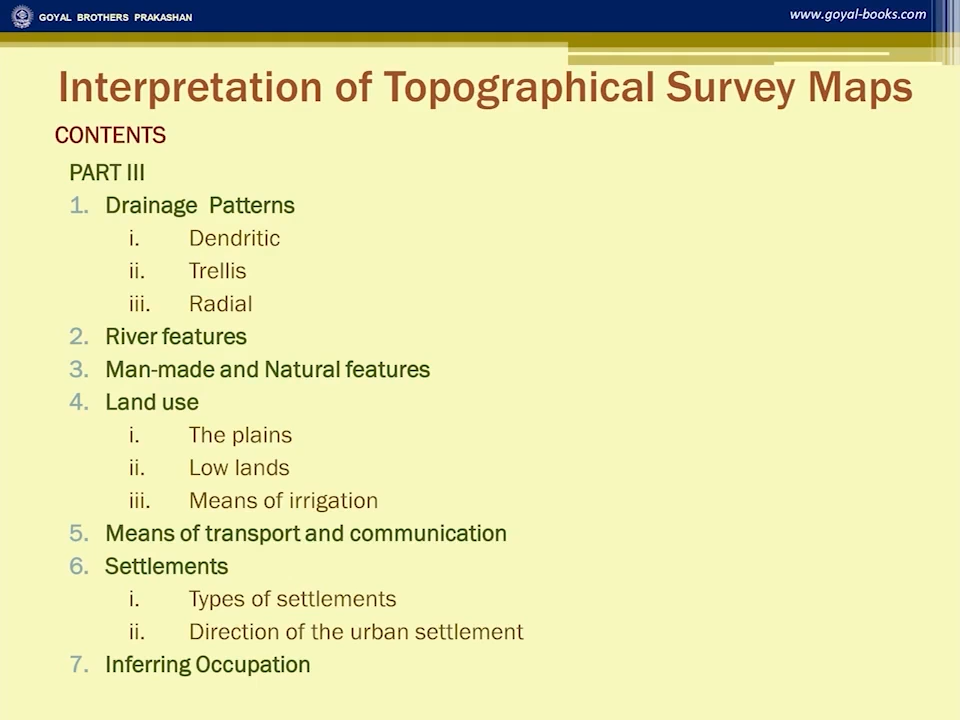 GOYAL BROTHERS PRAKASHAN
www.goyal-books.com
Interpretation of Topographical Survey Maps
CONTENTS
PART III
1. Drainage Patterns
i. Dendritic
ii. Trellis
iii. Radial
2. River features
3. Man-made and Natural features
4. Land use
i. The plains
ii. Low lands
iii. Means of irrigation
5. Means of transport and communication
6. Settlements
i. Types of settlements
ii. Direction of the urban settlement
7. Inferring Occupation